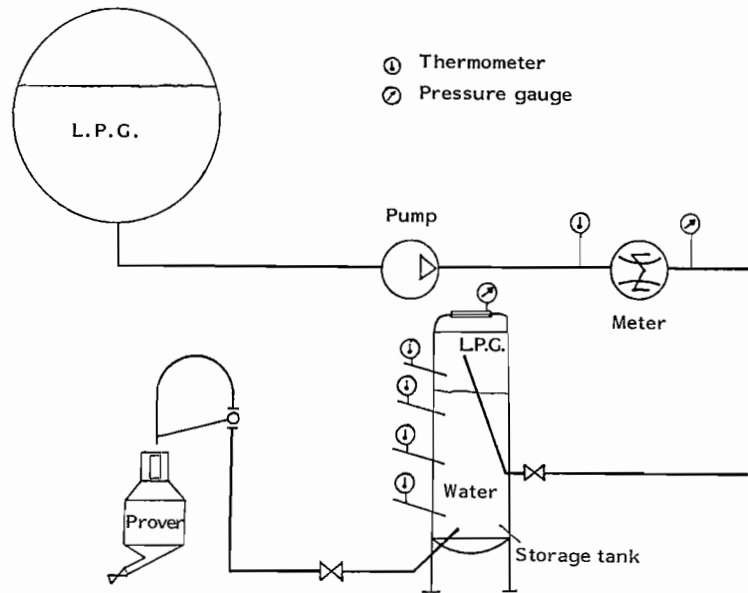 Thermometer
Pressure gauge
L.P.G.
Pump
Meter
L.P.G.
Water
Prover
Storage tank